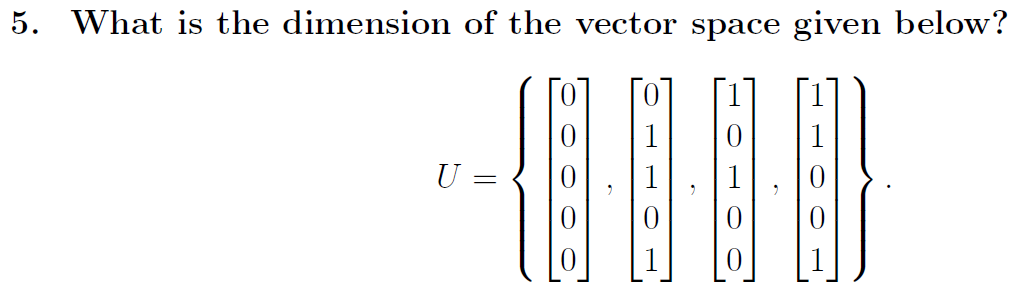 5. What is the dimension of the vector space given below?
U = { [0 0 0 0 0], [0 1 1 0 1], [1 0 1 0 0], [1 1 0 0 1] }.